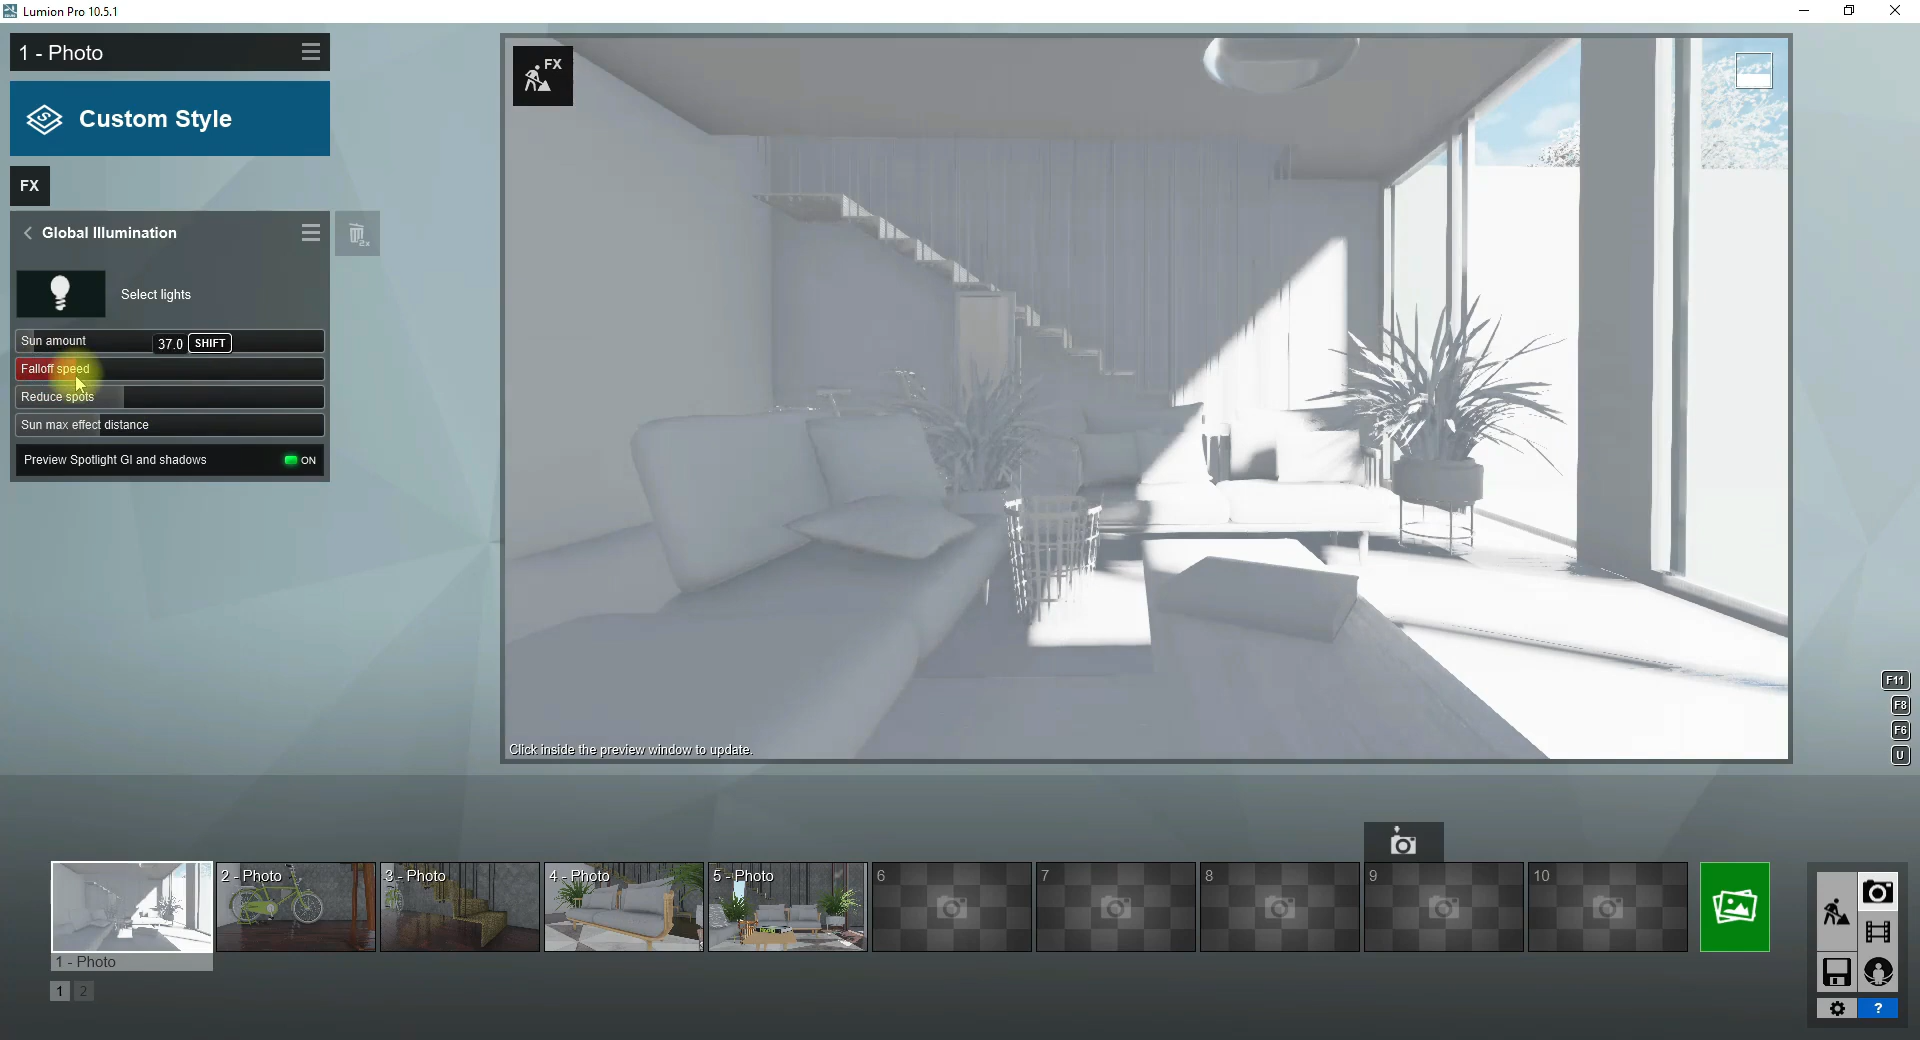 Lumion Pro 10.5.1
1 - Photo
Custom Style
FX
Global Illumination
2x
Select lights
Sun amount
37.0 SHIFT
Falloff speed
Reduce spots
Sun max effect distance
Preview Spotlight GI and shadows ON
FX
Click inside the preview window to update.
F11
F8
F6
U
2 - Photo
3 - Photo
4 - Photo
5 - Photo
6
7
8
9
10
1 - Photo
1 2
?